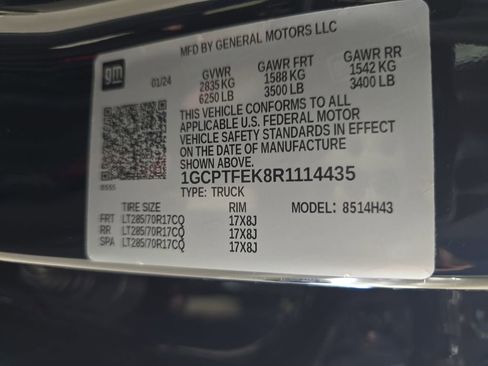 MFD BY GENERAL MOTORS LLC
gm
01/24
GVWR GAWR FRT GAWR RR
2835 KG 1588 KG 1542 KG
6250 LB 3500 LB 3400 LB
THIS VEHICLE CONFORMS TO ALL
APPLICABLE U.S. FEDERAL MOTOR
VEHICLE SAFETY STANDARDS IN EFFECT
ON THE DATE OF MANUFACTURE
SHOWN ABOVE.
1GCPTFEK8R1114435
TYPE: TRUCK
TIRE SIZE RIM MODEL: 8514H43
FRT LT285/70R17CQ 17X8J
RR LT285/70R17CQ 17X8J
SPA LT285/70R17CQ 17X8J